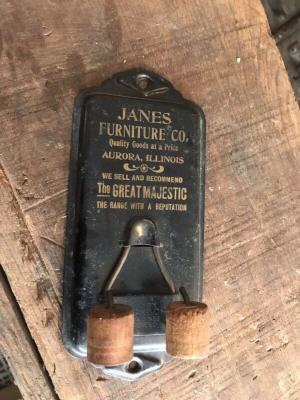 JANES
FURNITURE CO.
Quality Goods at a Price
AURORA, ILLINOIS
WE SELL AND RECOMMEND
The GREAT MAJESTIC
THE RANGE WITH A REPUTATION